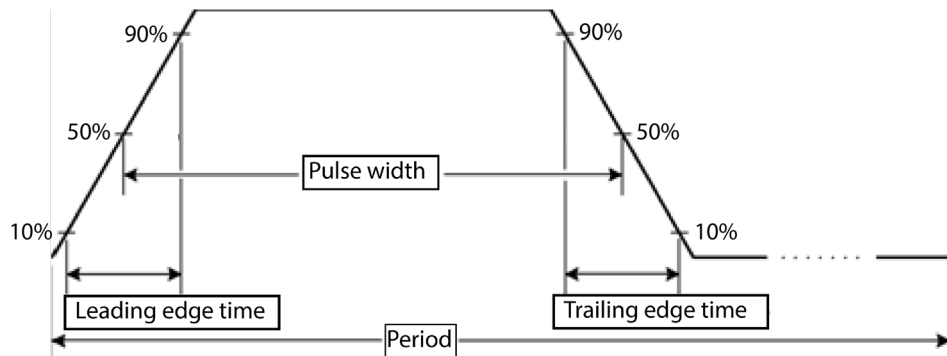 90%
90%
50%
50%
Pulse width
10%
10%
Leading edge time
Trailing edge time
Period